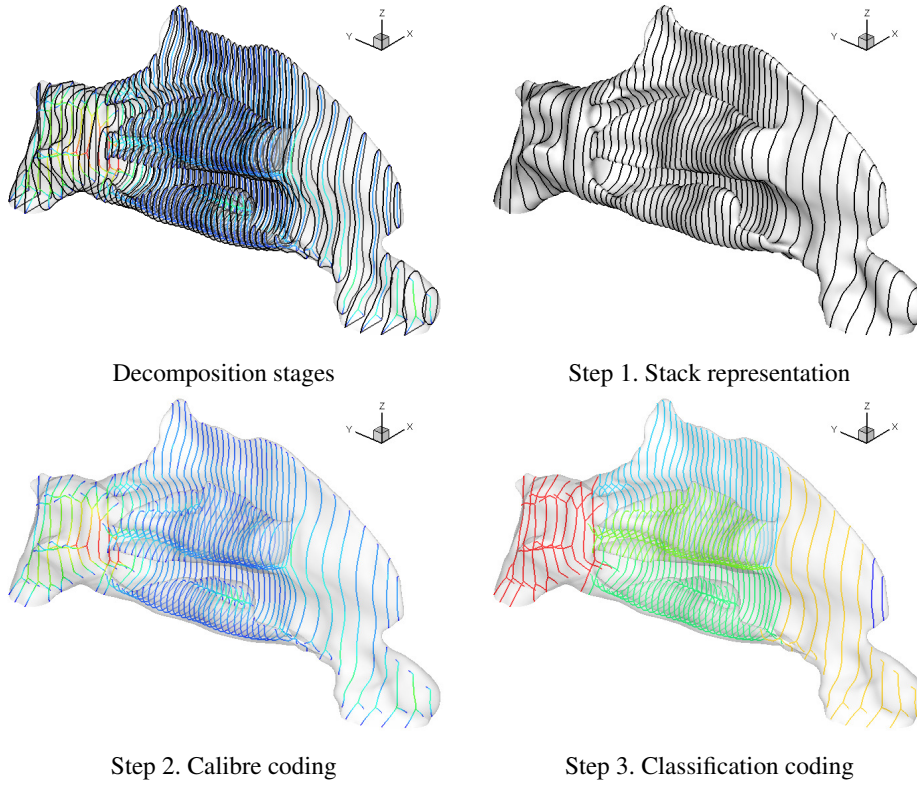 Z
Y
X
Z
Y
X
Decomposition stages
Step 1. Stack representation
Z
Y
X
Z
Y
X
Step 2. Calibre coding
Step 3. Classification coding